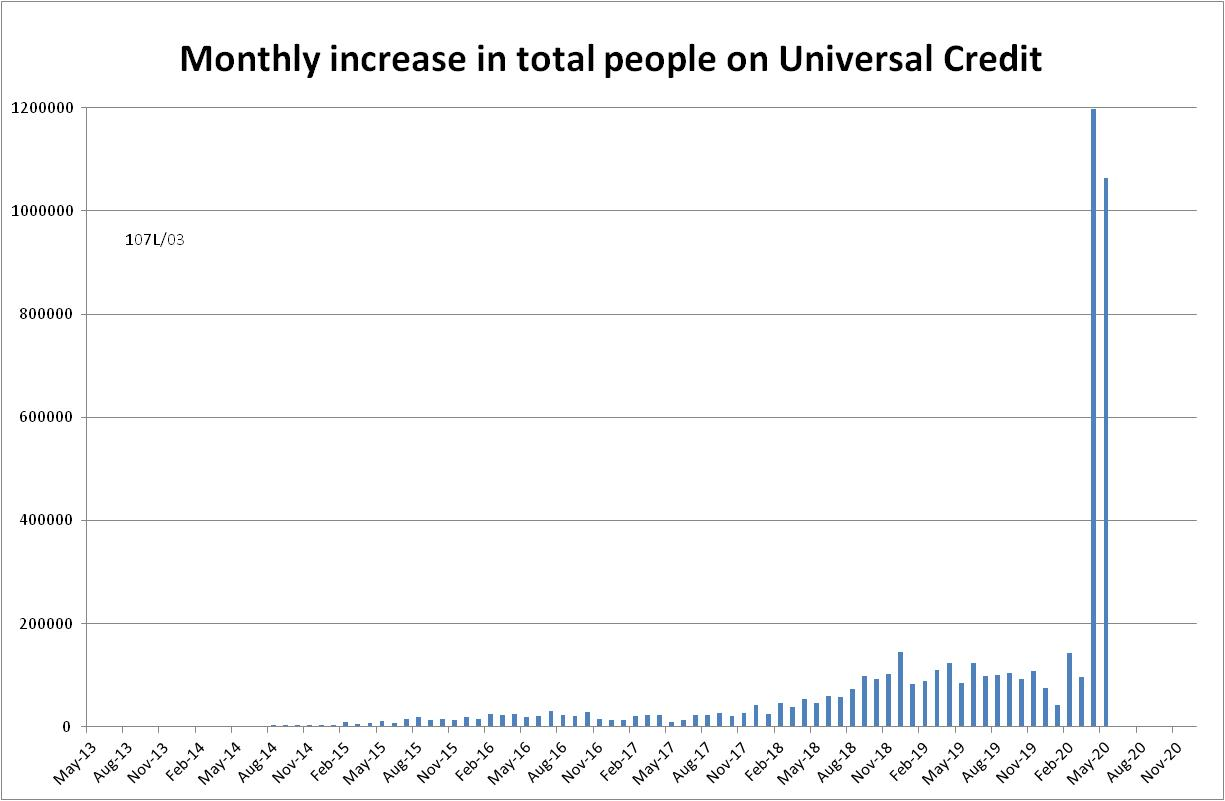 Monthly increase in total people on Universal Credit
1200000
1000000
107L/03
800000
600000
400000
200000
0
May-13
Aug-13
Nov-13
Feb-14
May-14
Aug-14
Nov-14
Feb-15
May-15
Aug-15
Nov-15
Feb-16
May-16
Aug-16
Nov-16
Feb-17
May-17
Aug-17
Nov-17
Feb-18
May-18
Aug-18
Nov-18
Feb-19
May-19
Aug-19
Nov-19
Feb-20
May-20
Aug-20
Nov-20